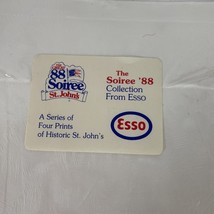 88
Soiree
St. John's
The
Soiree '88
Collection
From Esso
A Series of
Four Prints
of Historic St. John's
Esso